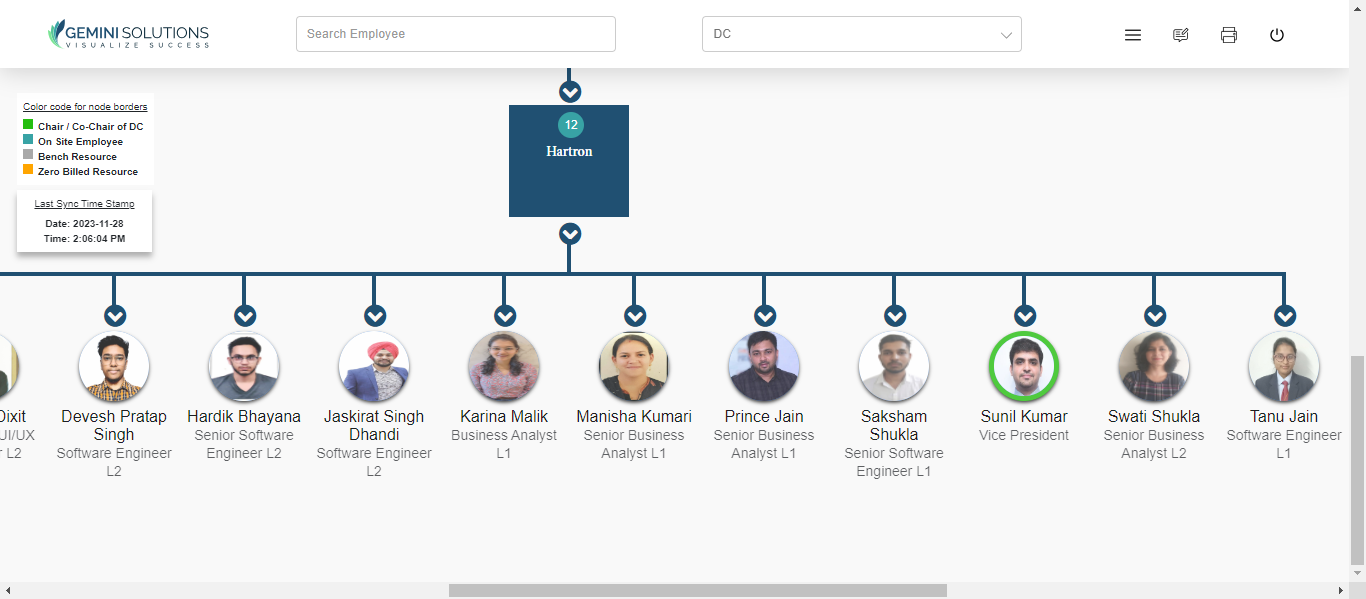 GEMINI SOLUTIONS
VISUALIZE SUCCESS
Search Employee
DC
Color code for node borders
Chair / Co-Chair of DC
On Site Employee
Bench Resource
Zero Billed Resource
Last Sync Time Stamp
Date: 2023-11-28
Time: 2:06:04 PM
12
Hartron
Dixit
UI/UX
L2
Devesh Pratap
Singh
Software Engineer
L2
Hardik Bhayana
Senior Software
Engineer L2
Jaskirat Singh
Dhandi
Software Engineer
L2
Karina Malik
Business Analyst
L1
Manisha Kumari
Senior Business
Analyst L1
Prince Jain
Senior Business
Analyst L1
Saksham
Shukla
Senior Software
Engineer L1
Sunil Kumar
Vice President
Swati Shukla
Senior Business
Analyst L2
Tanu Jain
Software Engineer
L1